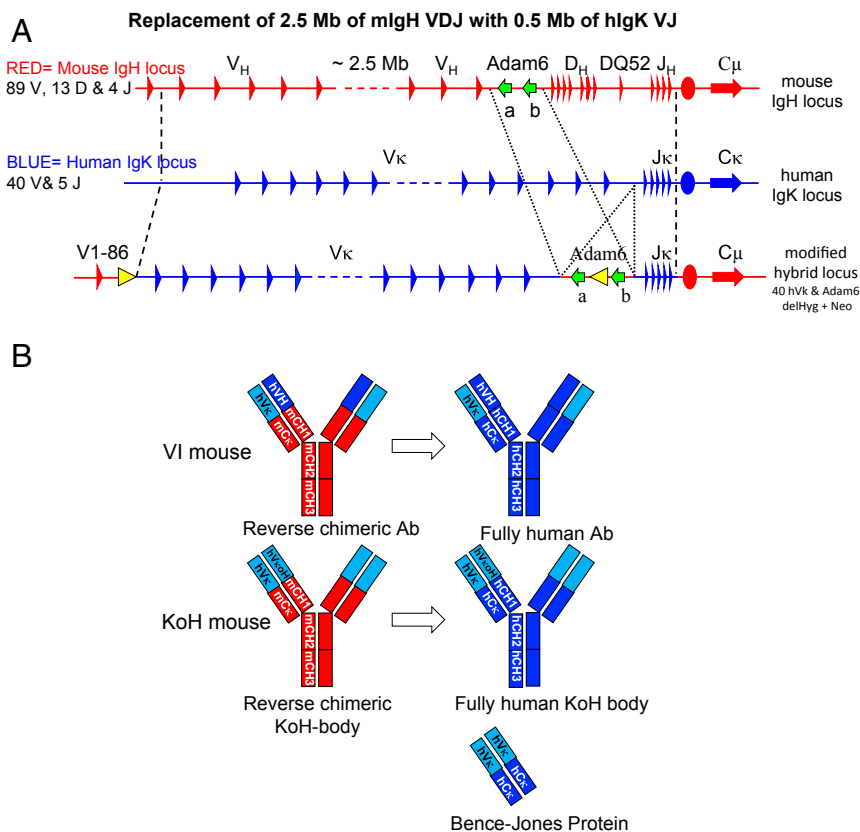 Replacement of 2.5 Mb of mIgH VDJ with 0.5 Mb of hIgK VJ
A
RED= Mouse IgH locus
89 V, 13 D & 4 J
V_H ~ 2.5 Mb V_H Adam6 D_H DQ52 J_H Cμ
a b
mouse
IgH locus
BLUE= Human IgK locus
40 V& 5 J
Vκ Jκ Cκ
human
IgK locus
V1-86 Vκ Adam6 Jκ Cμ
a b
modified
hybrid locus
40 hVk & Adam6
delHyg + Neo
B
VI mouse
hVH mCH1
hVκ mCκ
mCH2 mCH3
Reverse chimeric Ab
hVH hCH1
hVκ hCκ
hCH2 hCH3
Fully human Ab
KoH mouse
hVκoH mCH1
hVκ mCκ
mCH2 mCH3
Reverse chimeric
KoH-body
hVκoH hCH1
hVκ hCκ
hCH2 hCH3
Fully human KoH body
hVκ hCκ
hVκ hCκ
Bence-Jones Protein